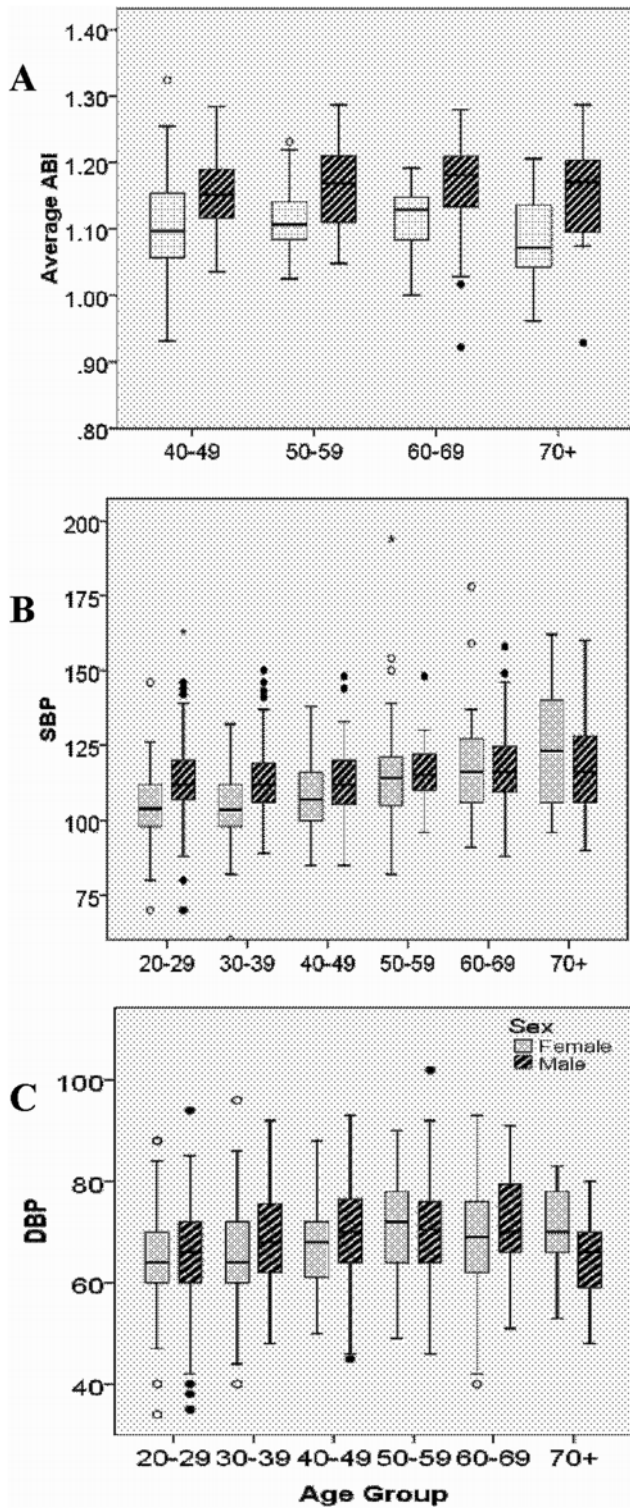 A
Average ABI
1.40
1.30
1.20
1.10
1.00
.90
.80
40-49 50-59 60-69 70+
B
SBP
200
175
150
125
100
75
*
*
20-29 30-39 40-49 50-59 60-69 70+
C
DBP
Sex
Female
Male
100
80
60
40
20-29 30-39 40-49 50-59 60-69 70+
Age Group